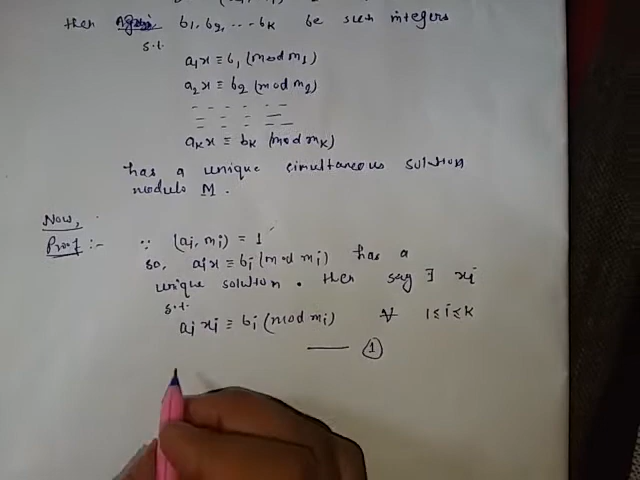 then b₁, b₂, ... bₖ be such integers
s.t.
a₁x ≡ b₁ (mod m₁)
a₂x ≡ b₂ (mod m₂)
aₖx ≡ bₖ (mod mₖ)
has a unique simultaneous solution
modulo M.
Now,
Proof :- ∵ (aᵢ, mᵢ) = 1
so, aᵢx ≡ bᵢ (mod mᵢ) has a
unique solution. then say ∃ xᵢ
s.t.
aᵢxᵢ ≡ bᵢ (mod mᵢ) ∀ 1≤i≤k
—— ①